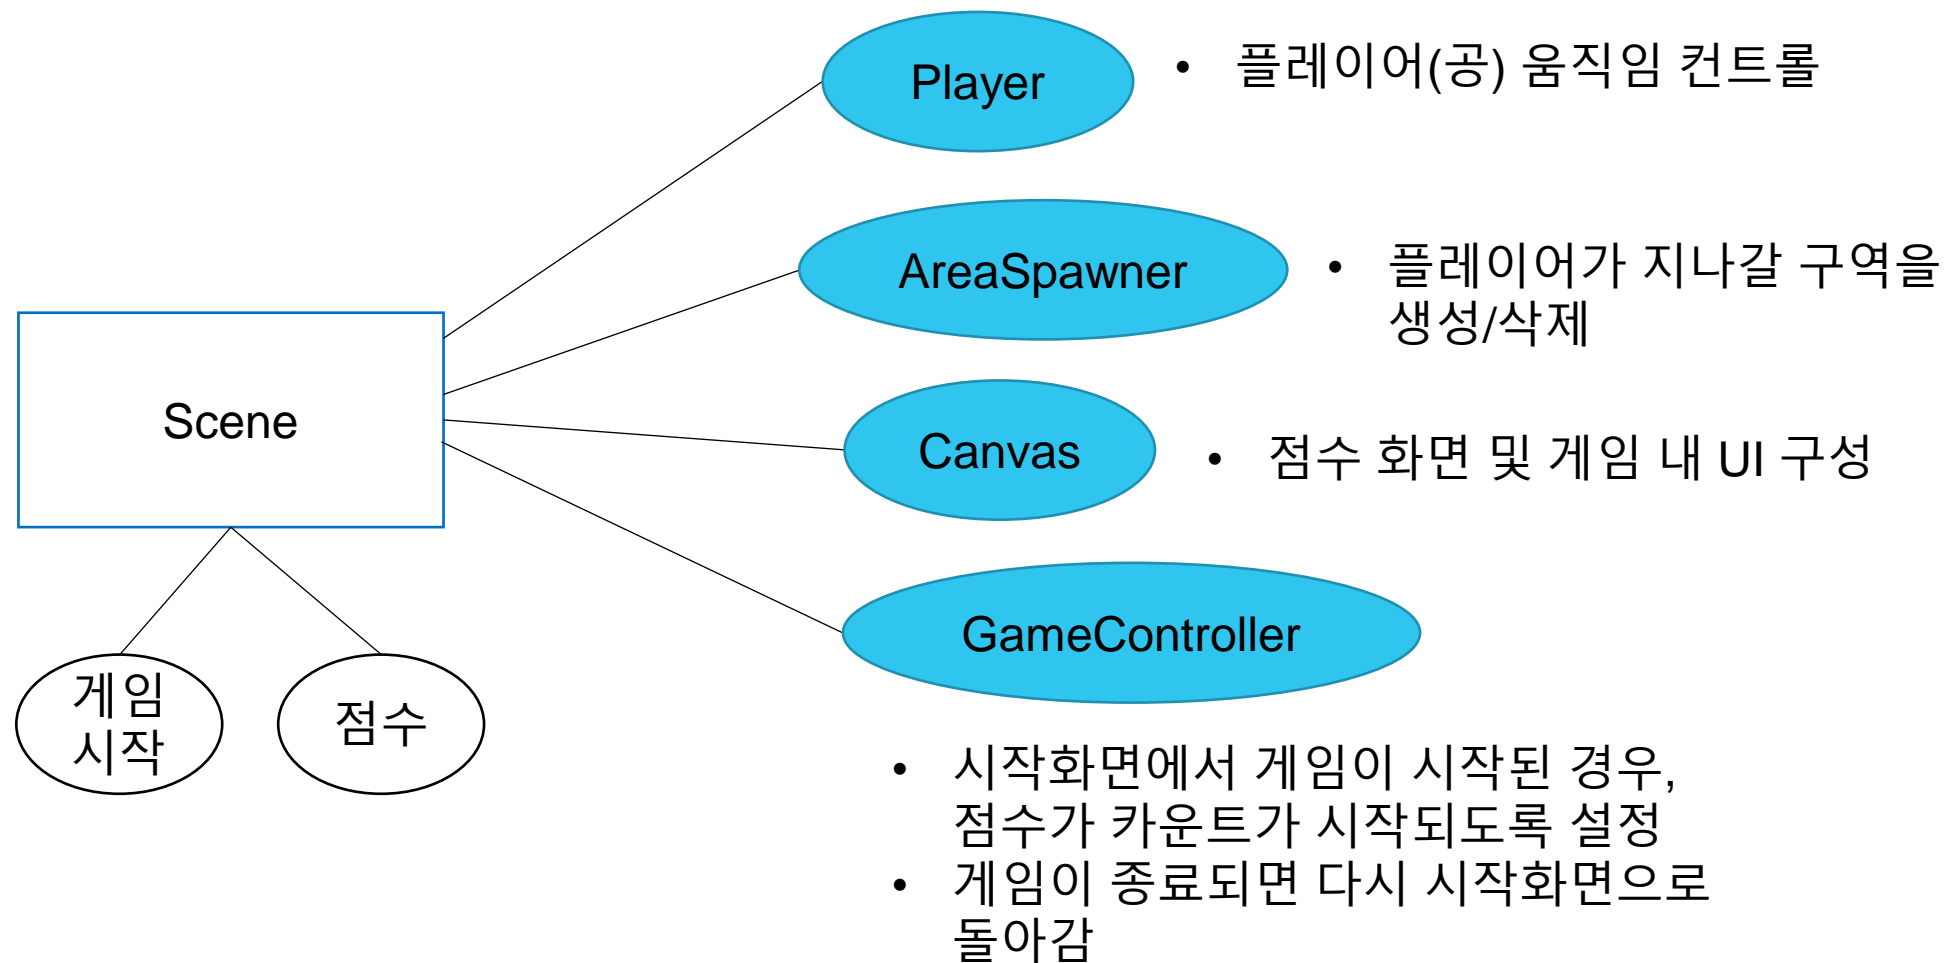 Player
• 플레이어(공) 움직임 컨트롤
AreaSpawner
• 플레이어가 지나갈 구역을
생성/삭제
Scene
Canvas
• 점수 화면 및 게임 내 UI 구성
GameController
게임
시작
점수
• 시작화면에서 게임이 시작된 경우,
점수가 카운트가 시작되도록 설정
• 게임이 종료되면 다시 시작화면으로
돌아감